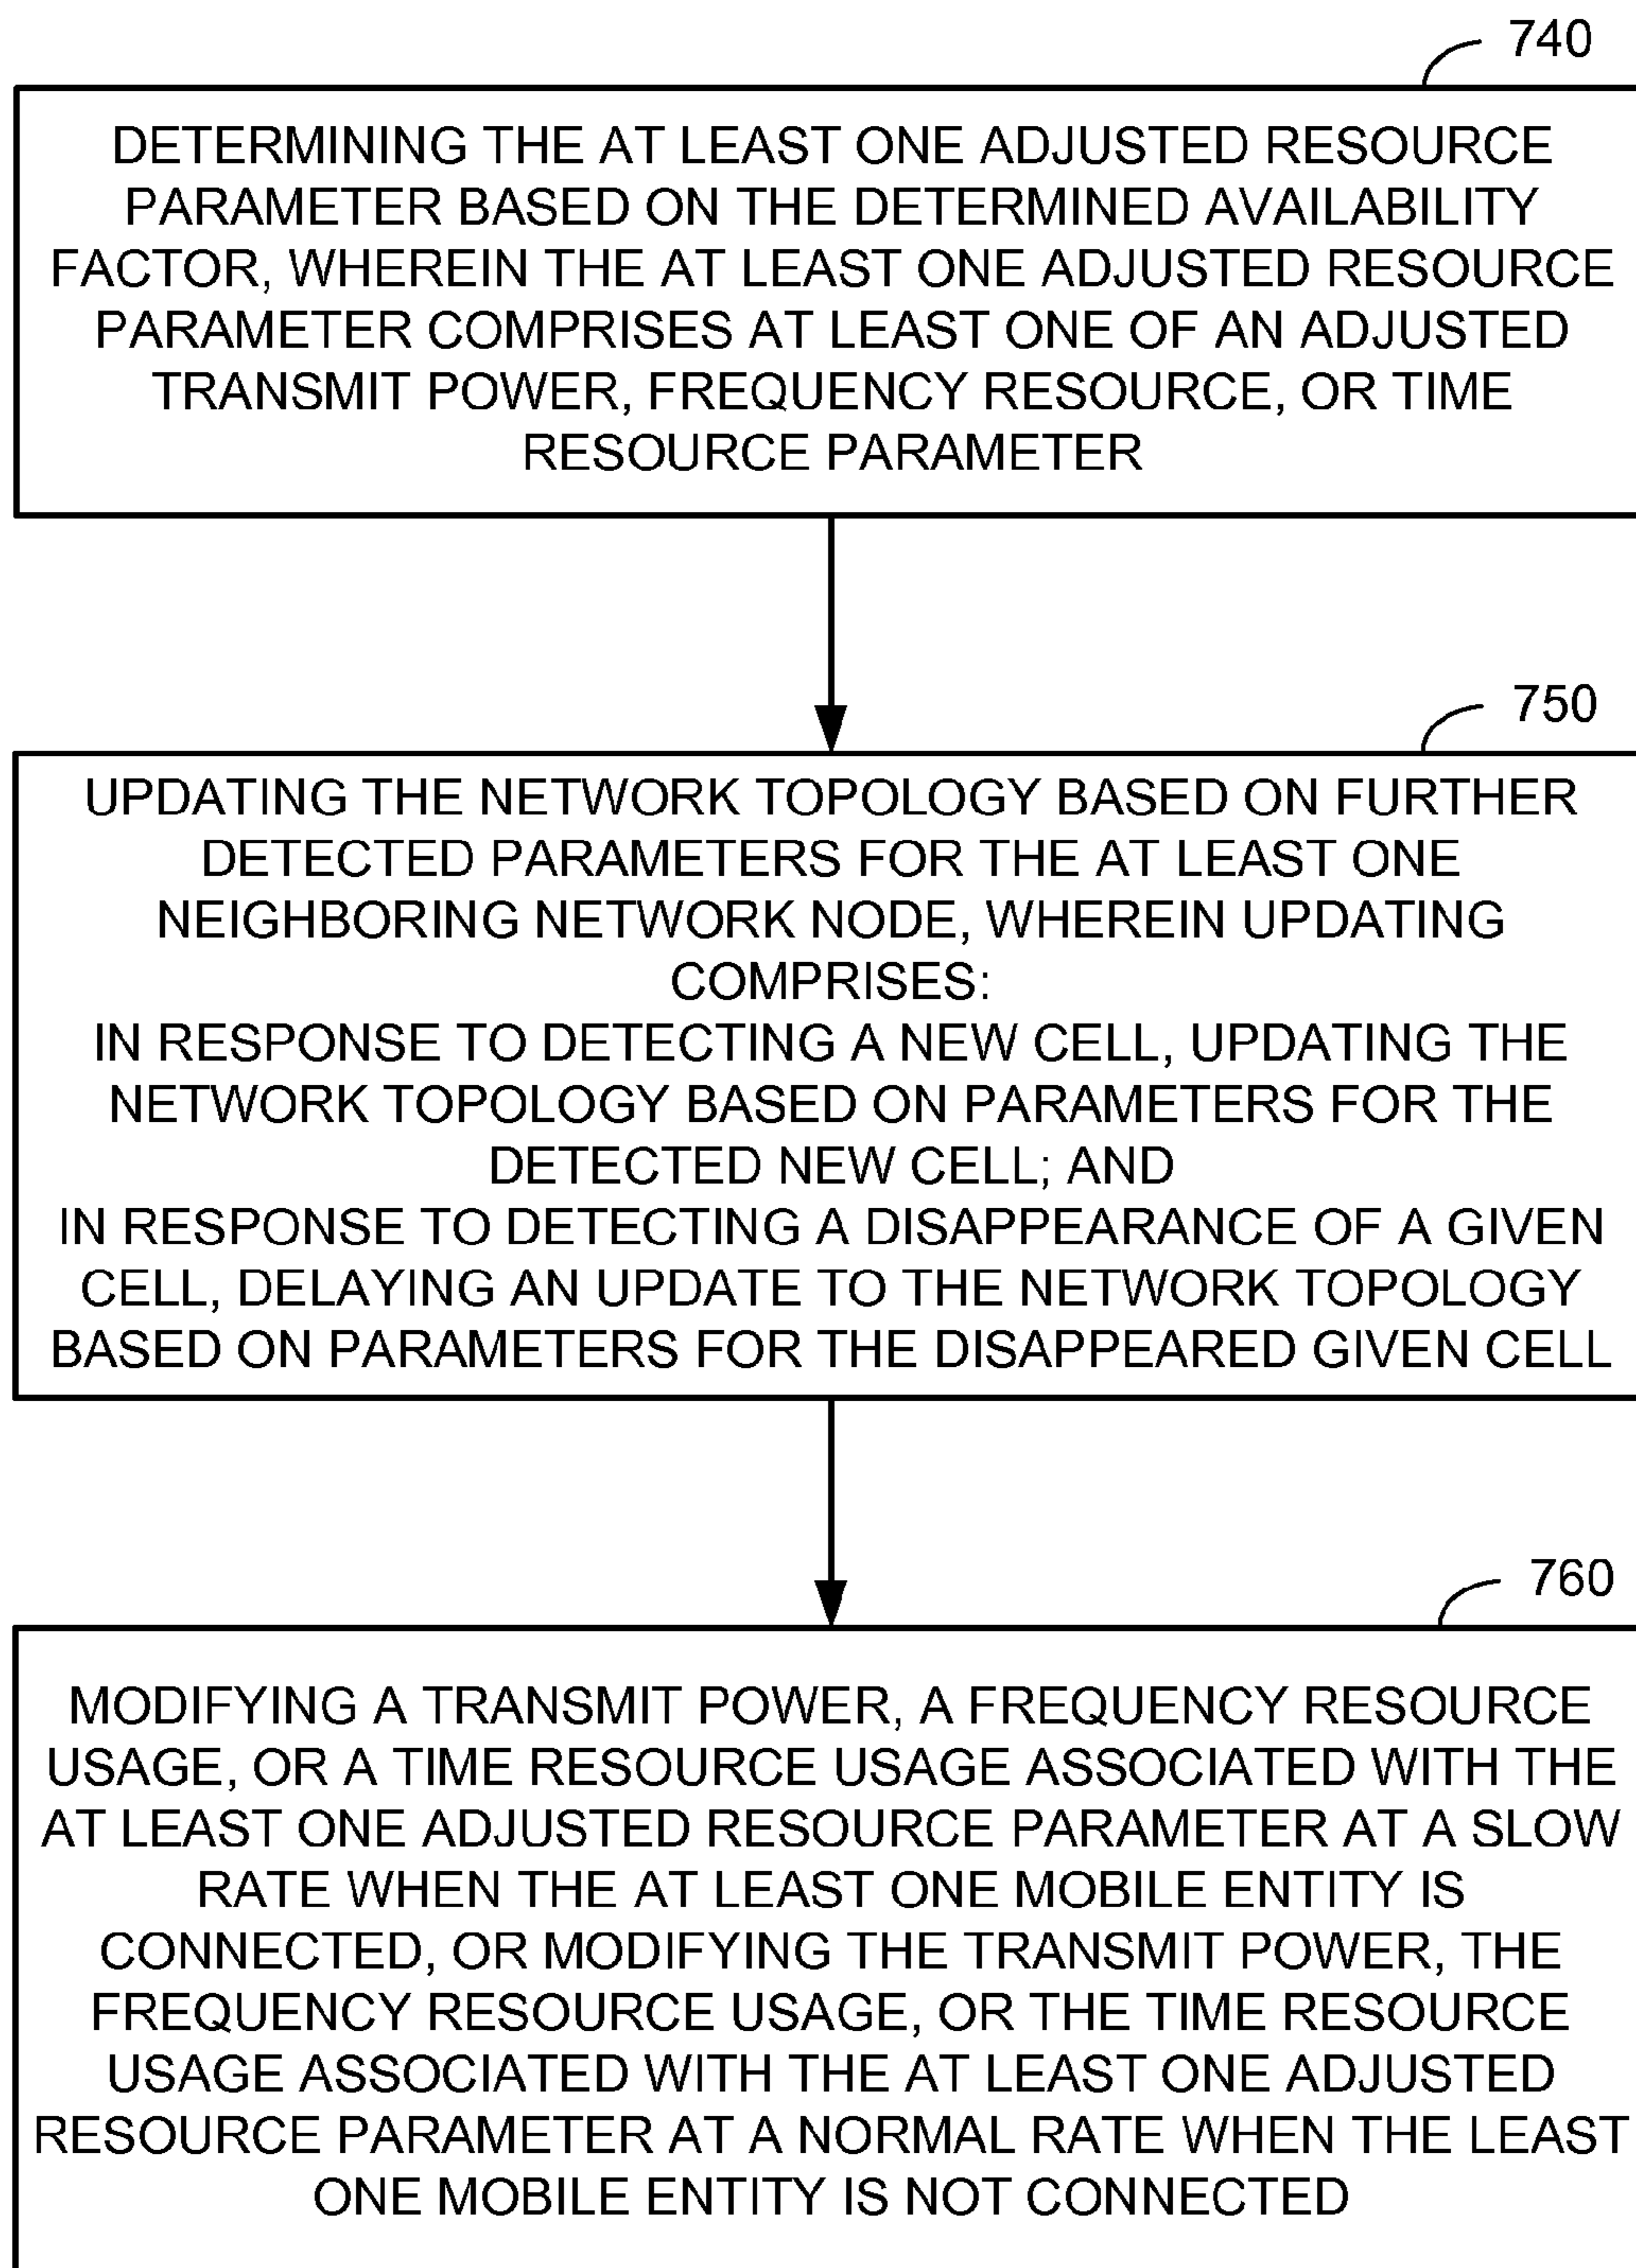 740
DETERMINING THE AT LEAST ONE ADJUSTED RESOURCE
PARAMETER BASED ON THE DETERMINED AVAILABILITY
FACTOR, WHEREIN THE AT LEAST ONE ADJUSTED RESOURCE
PARAMETER COMPRISES AT LEAST ONE OF AN ADJUSTED
TRANSMIT POWER, FREQUENCY RESOURCE, OR TIME
RESOURCE PARAMETER
750
UPDATING THE NETWORK TOPOLOGY BASED ON FURTHER
DETECTED PARAMETERS FOR THE AT LEAST ONE
NEIGHBORING NETWORK NODE, WHEREIN UPDATING
COMPRISES:
IN RESPONSE TO DETECTING A NEW CELL, UPDATING THE
NETWORK TOPOLOGY BASED ON PARAMETERS FOR THE
DETECTED NEW CELL; AND
IN RESPONSE TO DETECTING A DISAPPEARANCE OF A GIVEN
CELL, DELAYING AN UPDATE TO THE NETWORK TOPOLOGY
BASED ON PARAMETERS FOR THE DISAPPEARED GIVEN CELL
760
MODIFYING A TRANSMIT POWER, A FREQUENCY RESOURCE
USAGE, OR A TIME RESOURCE USAGE ASSOCIATED WITH THE
AT LEAST ONE ADJUSTED RESOURCE PARAMETER AT A SLOW
RATE WHEN THE AT LEAST ONE MOBILE ENTITY IS
CONNECTED, OR MODIFYING THE TRANSMIT POWER, THE
FREQUENCY RESOURCE USAGE, OR THE TIME RESOURCE
USAGE ASSOCIATED WITH THE AT LEAST ONE ADJUSTED
RESOURCE PARAMETER AT A NORMAL RATE WHEN THE LEAST
ONE MOBILE ENTITY IS NOT CONNECTED